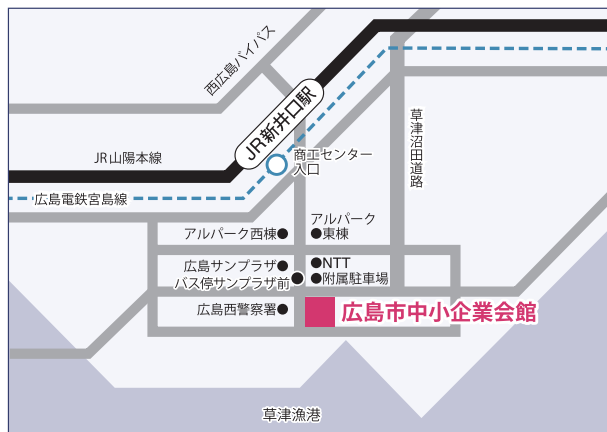 西広島バイパス
JR新井口駅
草津沼田道路
JR山陽本線
商工センター
入口
広島電鉄宮島線
アルパーク
アルパーク西棟
東棟
広島サンプラザ
NTT
バス停サンプラザ前
附属駐車場
広島西警察署
広島市中小企業会館
草津漁港